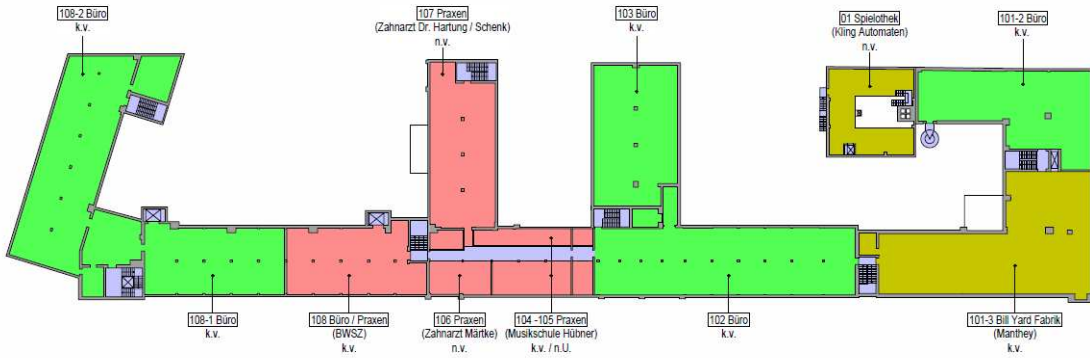 108-2 Büro
k.v.
107 Praxen
(Zahnarzt Dr. Hartung / Schenk)
n.v.
103 Büro
k.v.
01 Spielothek
(Kling Automaten)
n.v.
101-2 Büro
k.v.
108-1 Büro
k.v.
108 Büro / Praxen
(BWSZ)
k.v.
106 Praxen
(Zahnarzt Märtke)
n.v.
104 -105 Praxen
(Musikschule Hübner)
k.v. / n.U.
102 Büro
k.v.
101-3 Bill Yard Fabrik
(Manthey)
k.v.